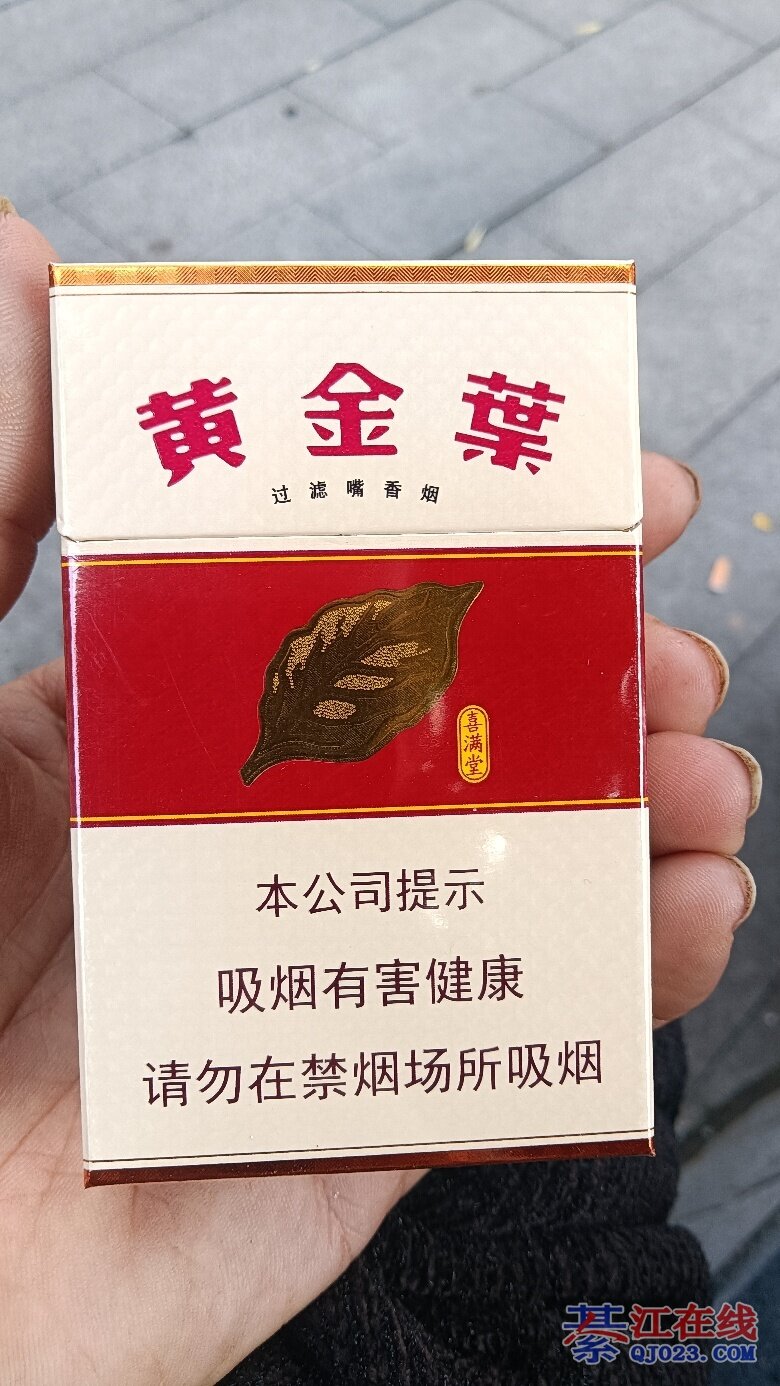 黄金葉
过滤嘴香烟
喜满堂
本公司提示
吸烟有害健康
请勿在禁烟场所吸烟
綦江在线
QJ023.COM